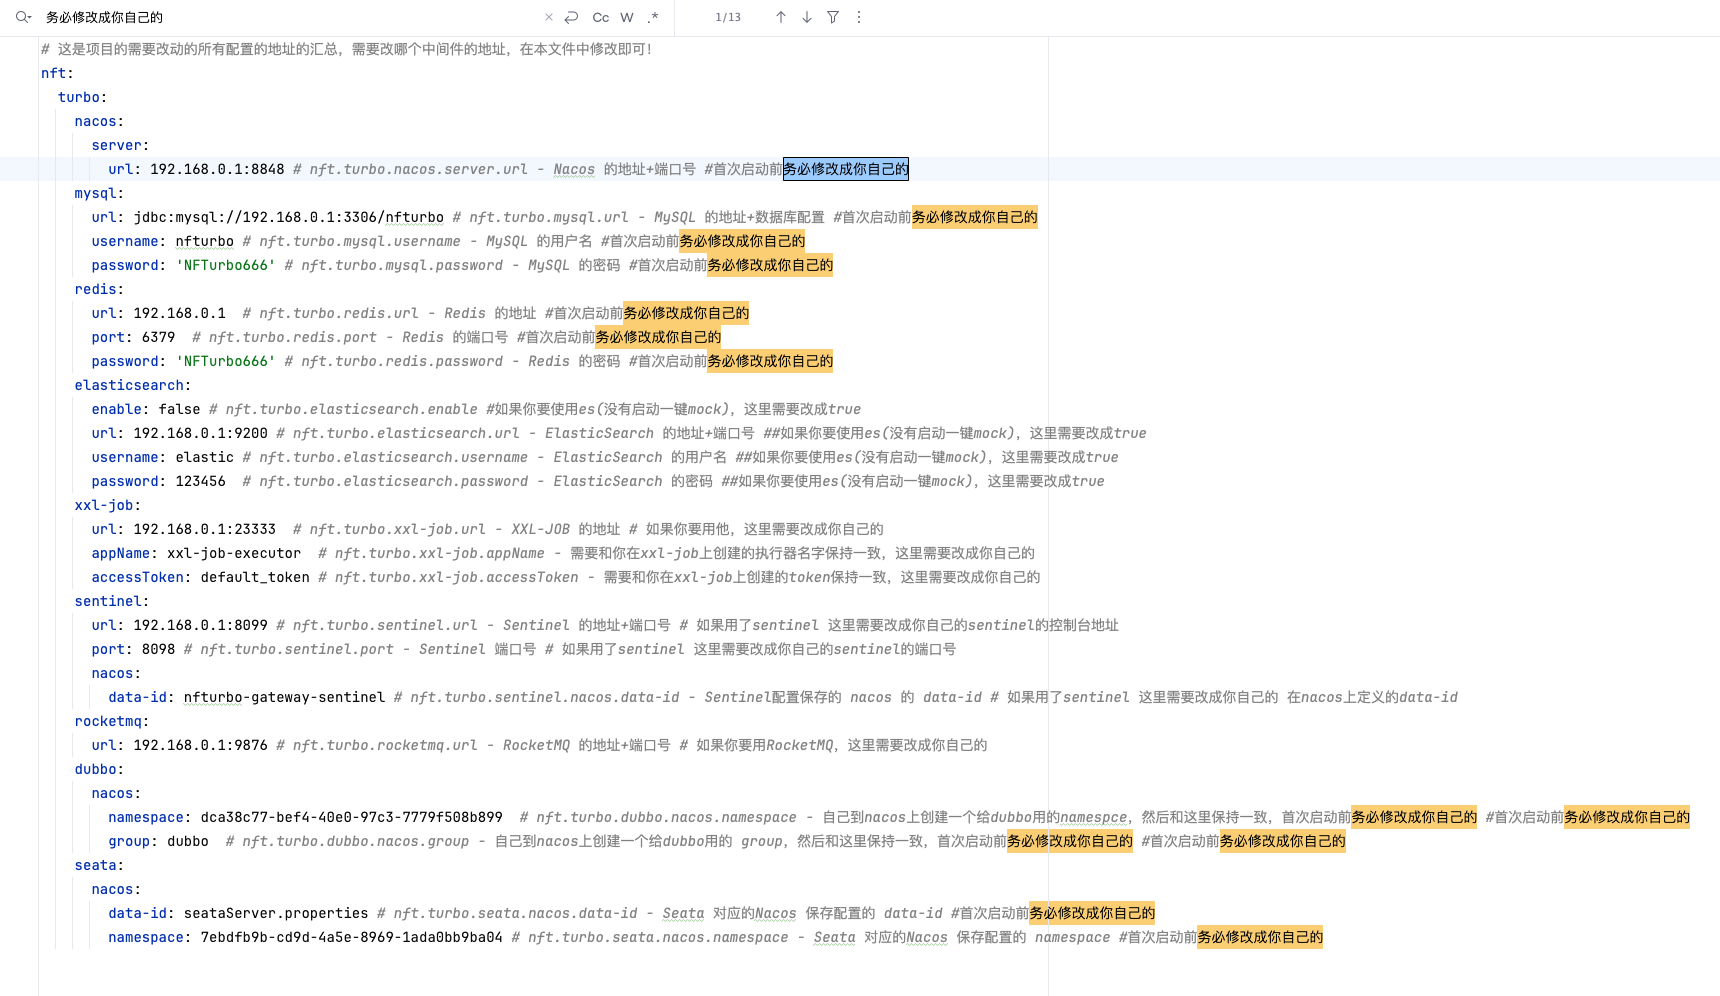 务必修改成你自己的 × Cc W .* 1/13
# 这是项目的需要改动的所有配置的地址的汇总，需要改哪个中间件的地址，在本文件中修改即可！
nft:
turbo:
nacos:
server:
url: 192.168.0.1:8848 # nft.turbo.nacos.server.url - Nacos 的地址+端口号 #首次启动前务必修改成你自己的
mysql:
url: jdbc:mysql://192.168.0.1:3306/nfturbo # nft.turbo.mysql.url - MySQL 的地址+数据库配置 #首次启动前务必修改成你自己的
username: nfturbo # nft.turbo.mysql.username - MySQL 的用户名 #首次启动前务必修改成你自己的
password: 'NFTurbo666' # nft.turbo.mysql.password - MySQL 的密码 #首次启动前务必修改成你自己的
redis:
url: 192.168.0.1 # nft.turbo.redis.url - Redis 的地址 #首次启动前务必修改成你自己的
port: 6379 # nft.turbo.redis.port - Redis 的端口号 #首次启动前务必修改成你自己的
password: 'NFTurbo666' # nft.turbo.redis.password - Redis 的密码 #首次启动前务必修改成你自己的
elasticsearch:
enable: false # nft.turbo.elasticsearch.enable #如果你要使用es(没有启动一键mock)，这里需要改成true
url: 192.168.0.1:9200 # nft.turbo.elasticsearch.url - ElasticSearch 的地址+端口号 ##如果你要使用es(没有启动一键mock)，这里需要改成true
username: elastic # nft.turbo.elasticsearch.username - ElasticSearch 的用户名 ##如果你要使用es(没有启动一键mock)，这里需要改成true
password: 123456 # nft.turbo.elasticsearch.password - ElasticSearch 的密码 ##如果你要使用es(没有启动一键mock)，这里需要改成true
xxl-job:
url: 192.168.0.1:23333 # nft.turbo.xxl-job.url - XXL-JOB 的地址 # 如果你要用他，这里需要改成你自己的
appName: xxl-job-executor # nft.turbo.xxl-job.appName - 需要和你在xxl-job上创建的执行器名字保持一致，这里需要改成你自己的
accessToken: default_token # nft.turbo.xxl-job.accessToken - 需要和你在xxl-job上创建的token保持一致，这里需要改成你自己的
sentinel:
url: 192.168.0.1:8099 # nft.turbo.sentinel.url - Sentinel 的地址+端口号 # 如果用了sentinel 这里需要改成你自己的sentinel的控制台地址
port: 8098 # nft.turbo.sentinel.port - Sentinel 端口号 # 如果用了sentinel 这里需要改成你自己的sentinel的端口号
nacos:
data-id: nfturbo-gateway-sentinel # nft.turbo.sentinel.nacos.data-id - Sentinel配置保存的 nacos 的 data-id # 如果用了sentinel 这里需要改成你自己的 在nacos上定义的data-id
rocketmq:
url: 192.168.0.1:9876 # nft.turbo.rocketmq.url - RocketMQ 的地址+端口号 # 如果你要用RocketMQ，这里需要改成你自己的
dubbo:
nacos:
namespace: dca38c77-bef4-40e0-97c3-7779f508b899 # nft.turbo.dubbo.nacos.namespace - 自己到nacos上创建一个给dubbo用的namespce，然后和这里保持一致，首次启动前务必修改成你自己的 #首次启动前务必修改成你自己的
group: dubbo # nft.turbo.dubbo.nacos.group - 自己到nacos上创建一个给dubbo用的 group，然后和这里保持一致，首次启动前务必修改成你自己的 #首次启动前务必修改成你自己的
seata:
nacos:
data-id: seataServer.properties # nft.turbo.seata.nacos.data-id - Seata 对应的Nacos 保存配置的 data-id #首次启动前务必修改成你自己的
namespace: 7ebdfb9b-cd9d-4a5e-8969-1ada0bb9ba04 # nft.turbo.seata.nacos.namespace - Seata 对应的Nacos 保存配置的 namespace #首次启动前务必修改成你自己的